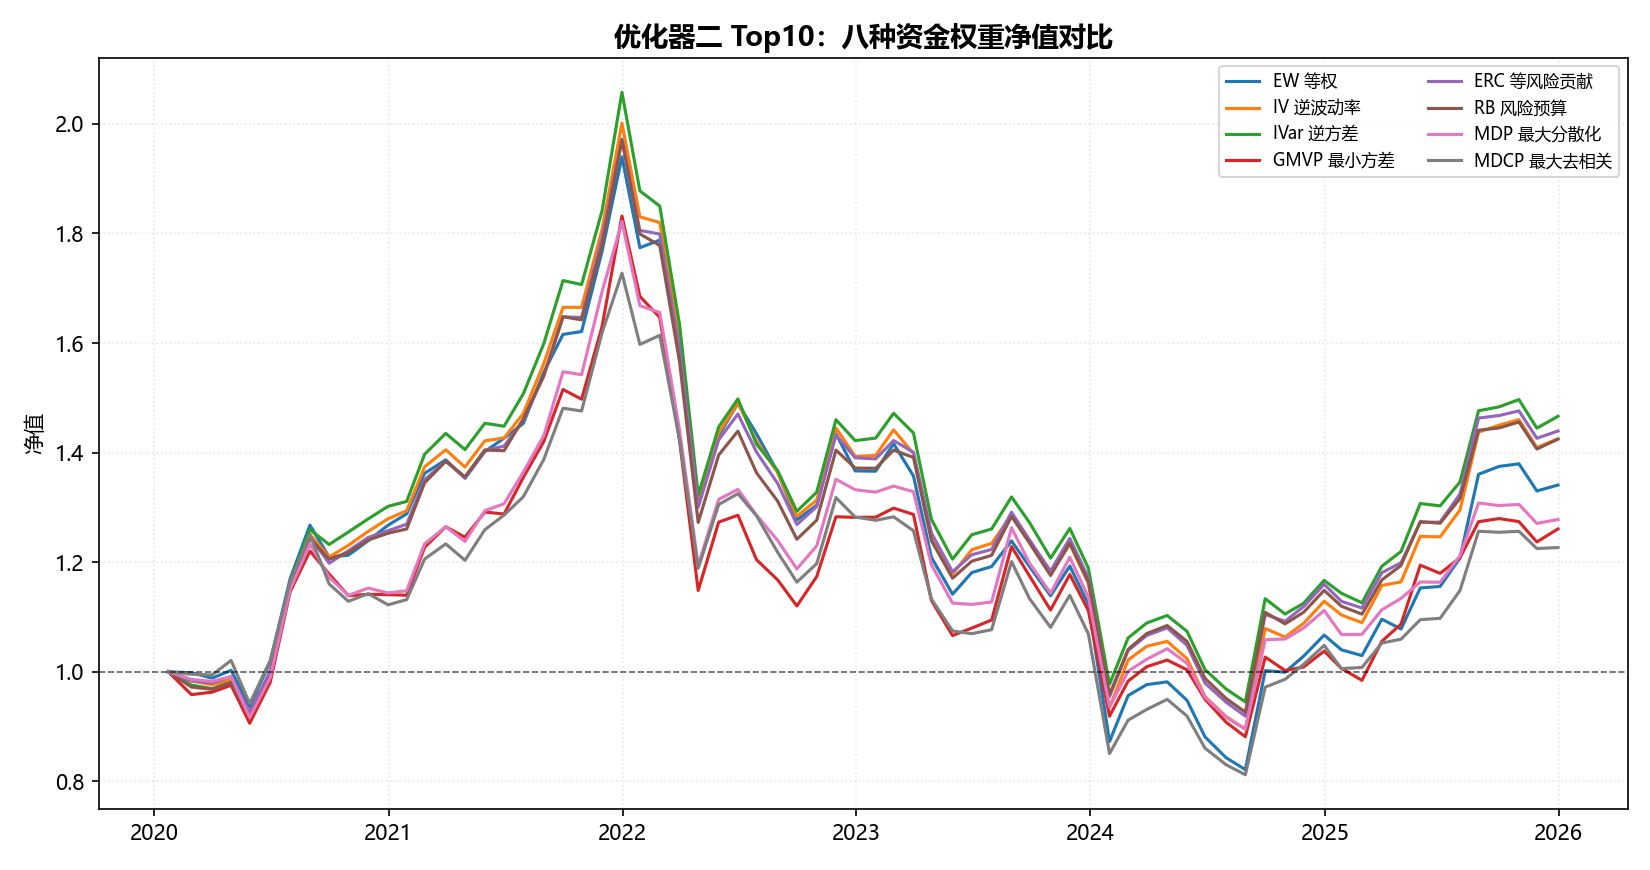 优化器二 Top10：八种资金权重净值对比
EW 等权
IV 逆波动率
IVar 逆方差
GMVP 最小方差
ERC 等风险贡献
RB 风险预算
MDP 最大分散化
MDCP 最大去相关
净值
2.0
1.8
1.6
1.4
1.2
1.0
0.8
2020
2021
2022
2023
2024
2025
2026